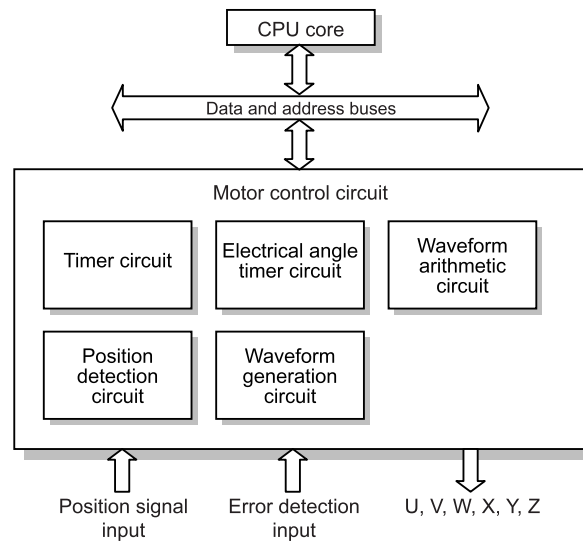 CPU core
Data and address buses
Motor control circuit
Timer circuit
Electrical angle
timer circuit
Waveform
arithmetic
circuit
Position
detection
circuit
Waveform
generation
circuit
Position signal
input
Error detection
input
U, V, W, X, Y, Z